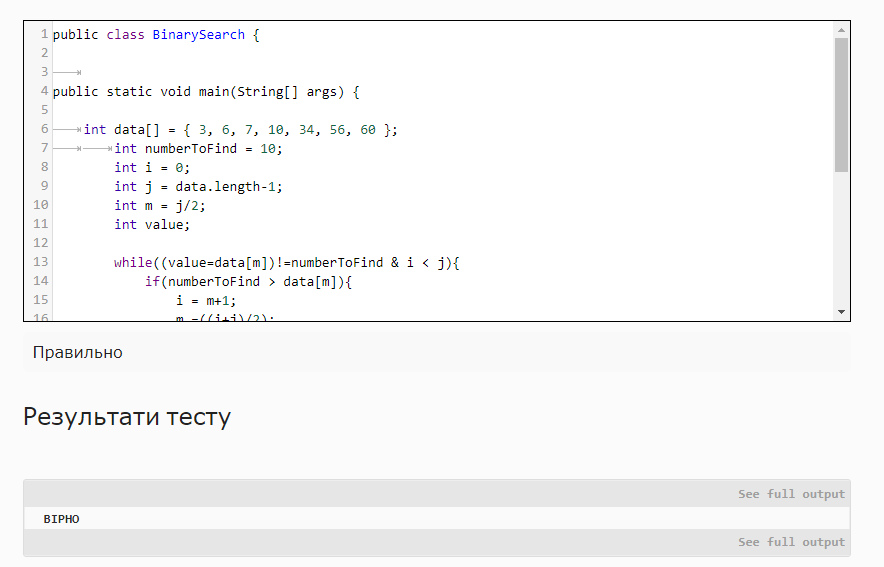 1 public class BinarySearch {
2
3
4 public static void main(String[] args) {
5
6 int data[] = { 3, 6, 7, 10, 34, 56, 60 };
7 int numberToFind = 10;
8 int i = 0;
9 int j = data.length-1;
10 int m = j/2;
11 int value;
12
13 while((value=data[m])!=numberToFind & i < j){
14 if(numberToFind > data[m]){
15 i = m+1;
16 m =((i+j)/2);
Правильно
Результати тесту
See full output
ВІРНО
See full output